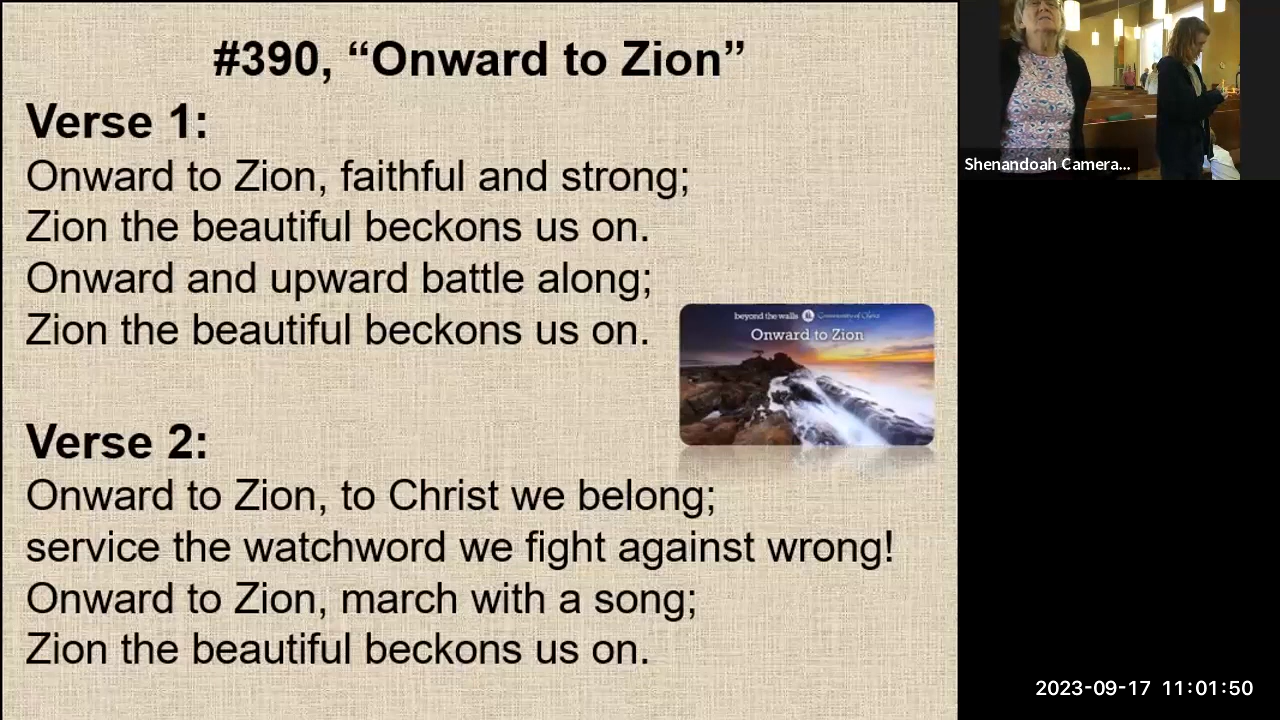 #390, “Onward to Zion”
Verse 1:
Onward to Zion, faithful and strong;
Zion the beautiful beckons us on.
Onward and upward battle along;
Zion the beautiful beckons us on.
beyond the walls Community of Christ
Onward to Zion
Verse 2:
Onward to Zion, to Christ we belong;
service the watchword we fight against wrong!
Onward to Zion, march with a song;
Zion the beautiful beckons us on.
Shenandoah Camera...
2023-09-17 11:01:50